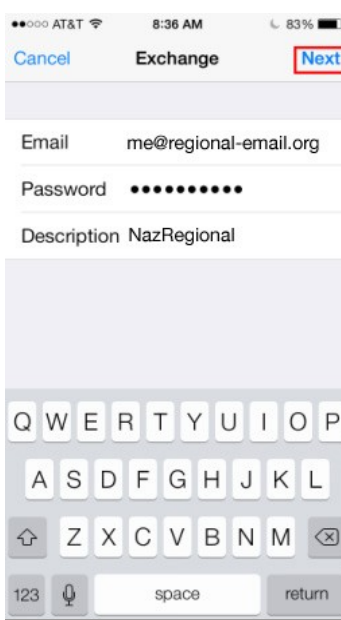 ●●○○○ AT&T 8:36 AM 83%
Cancel Exchange Next
Email me@regional-email.org
Password ●●●●●●●●●●
Description NazRegional
Q W E R T Y U I O P
A S D F G H J K L
Z X C V B N M
123 space return